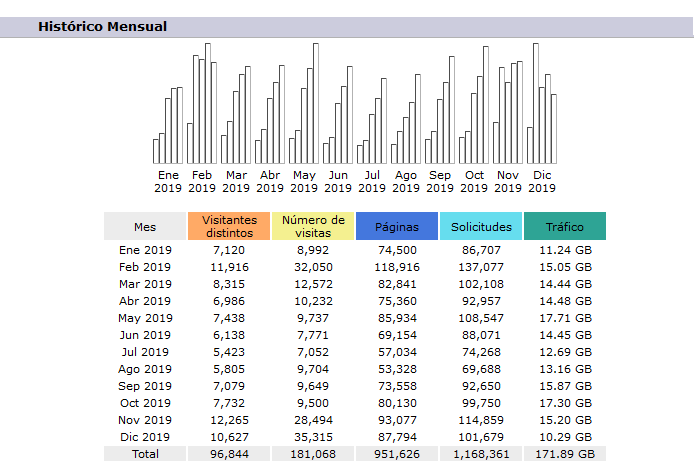 Histórico Mensual
Ene Feb Mar Abr May Jun Jul Ago Sep Oct Nov Dic
2019 2019 2019 2019 2019 2019 2019 2019 2019 2019 2019 2019
Mes Visitantes distintos Número de visitas Páginas Solicitudes Tráfico
Ene 2019 7,120 8,992 74,500 86,707 11.24 GB
Feb 2019 11,916 32,050 118,916 137,077 15.05 GB
Mar 2019 8,315 12,572 82,841 102,108 14.44 GB
Abr 2019 6,986 10,232 75,360 92,957 14.48 GB
May 2019 7,438 9,737 85,934 108,547 17.71 GB
Jun 2019 6,138 7,771 69,154 88,071 14.45 GB
Jul 2019 5,423 7,052 57,034 74,268 12.69 GB
Ago 2019 5,805 9,704 53,328 69,688 13.16 GB
Sep 2019 7,079 9,649 73,558 92,650 15.87 GB
Oct 2019 7,732 9,500 80,130 99,750 17.30 GB
Nov 2019 12,265 28,494 93,077 114,859 15.20 GB
Dic 2019 10,627 35,315 87,794 101,679 10.29 GB
Total 96,844 181,068 951,626 1,168,361 171.89 GB